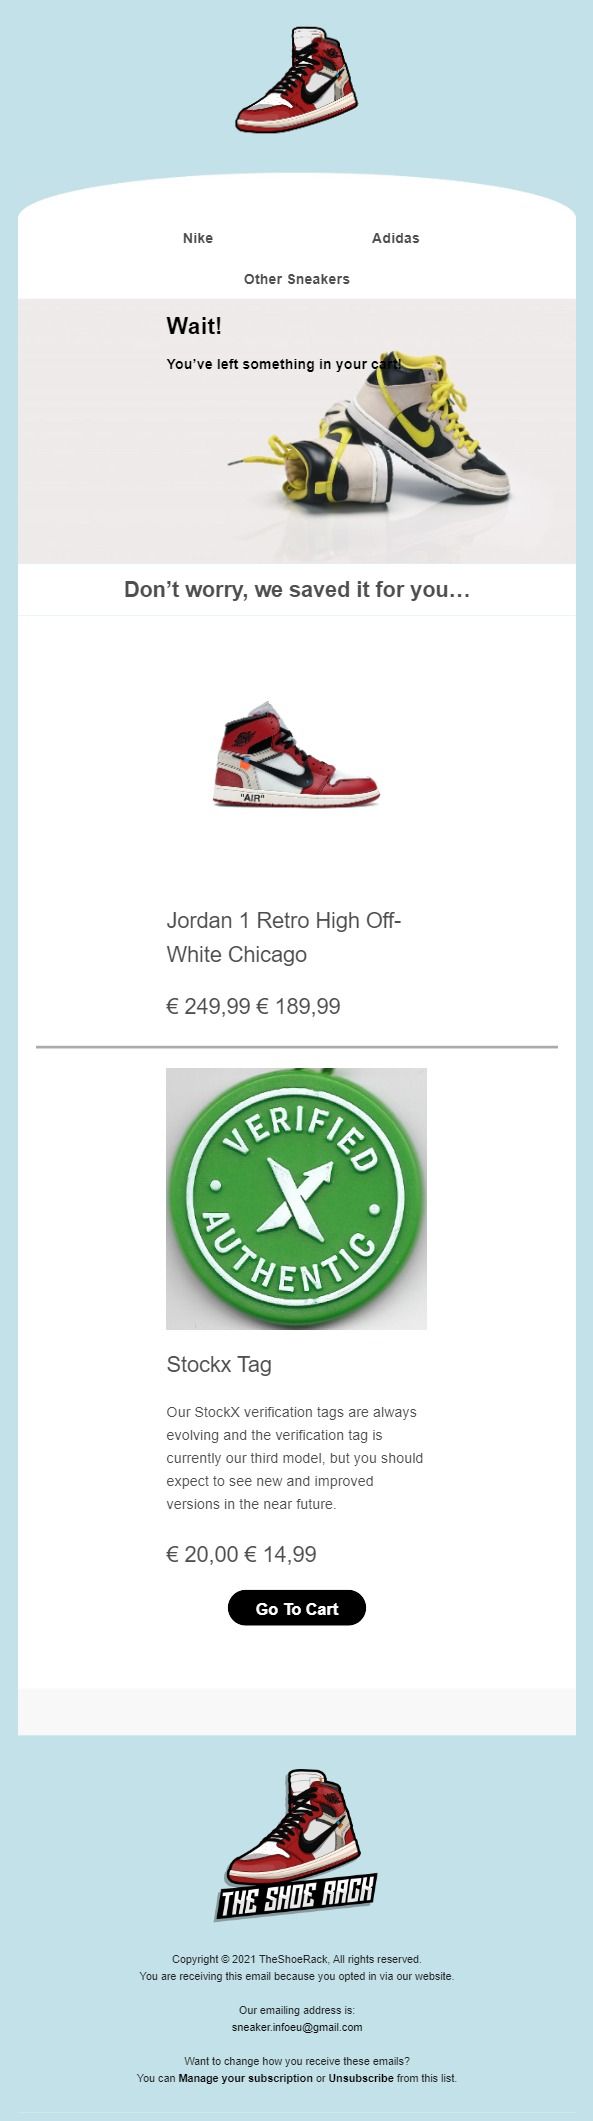 Nike
Adidas
Other Sneakers
Wait!
You’ve left something in your cart!
Don’t worry, we saved it for you…
"AIR"
Jordan 1 Retro High Off-
White Chicago
€ 249,99 € 189,99
VERIFIED
AUTHENTIC
Stockx Tag
Our StockX verification tags are always
evolving and the verification tag is
currently our third model, but you should
expect to see new and improved
versions in the near future.
€ 20,00 € 14,99
Go To Cart
THE SHOE RACK
Copyright © 2021 TheShoeRack, All rights reserved.
You are receiving this email because you opted in via our website.
Our emailing address is:
sneaker.infoeu@gmail.com
Want to change how you receive these emails?
You can Manage your subscription or Unsubscribe from this list.